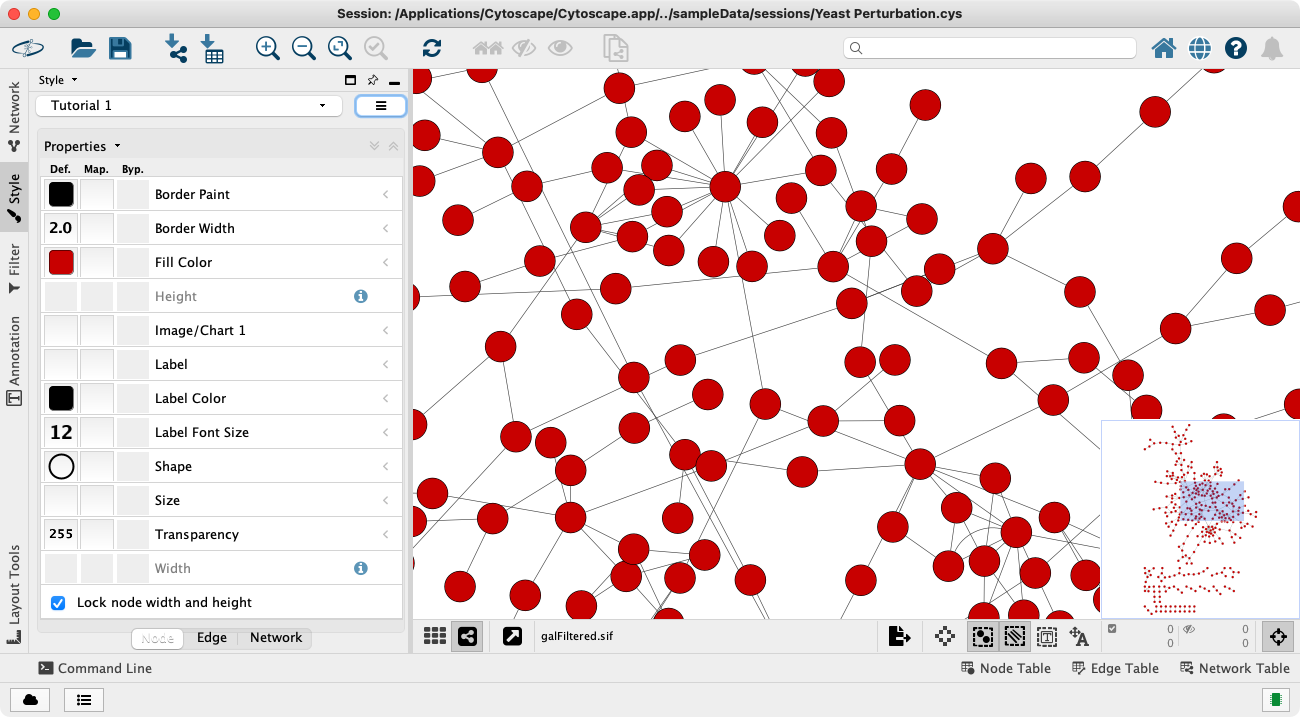 Session: /Applications/Cytoscape/Cytoscape.app/../sampleData/sessions/Yeast Perturbation.cys
Network
Style
Filter
Annotation
Layout Tools
Style
Tutorial 1
Properties
Def. Map. Byp.
Border Paint
2.0 Border Width
Fill Color
Height
Image/Chart 1
Label
Label Color
12 Label Font Size
Shape
Size
255 Transparency
Width
Lock node width and height
Node Edge Network
galFiltered.sif
0 0
0 0
Command Line
Node Table Edge Table Network Table